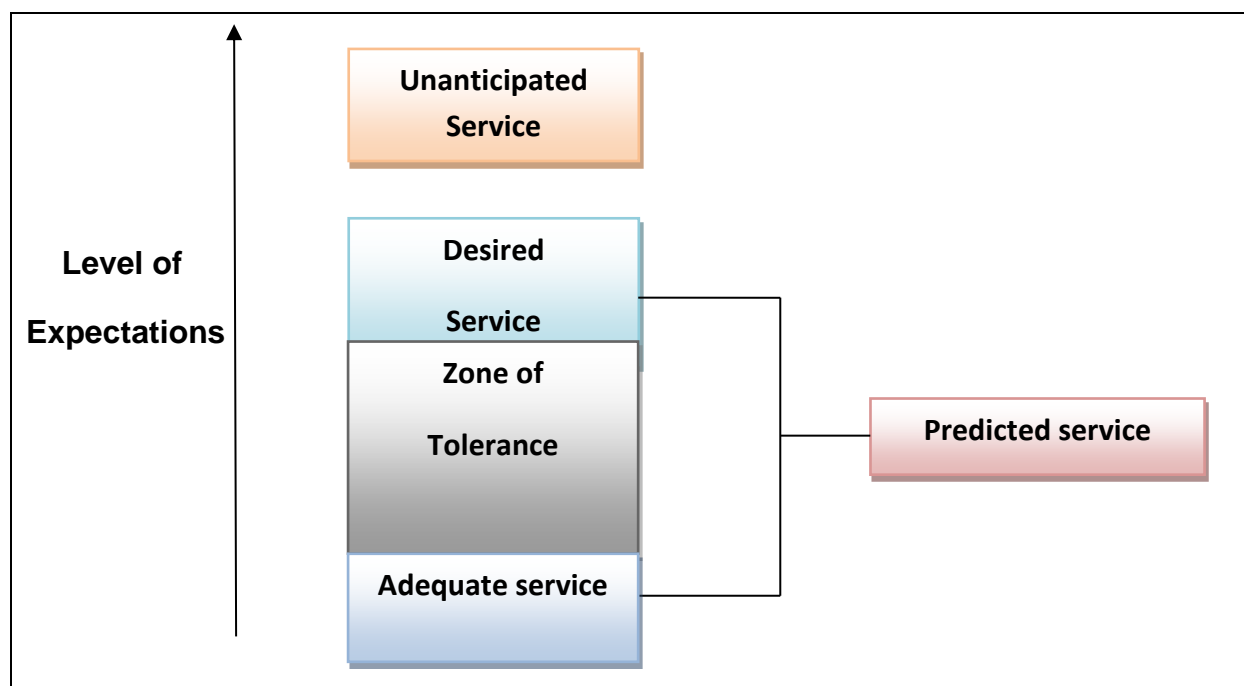 Unanticipated
Service
Level of
Expectations
Desired
Service
Zone of
Tolerance
Predicted service
Adequate service